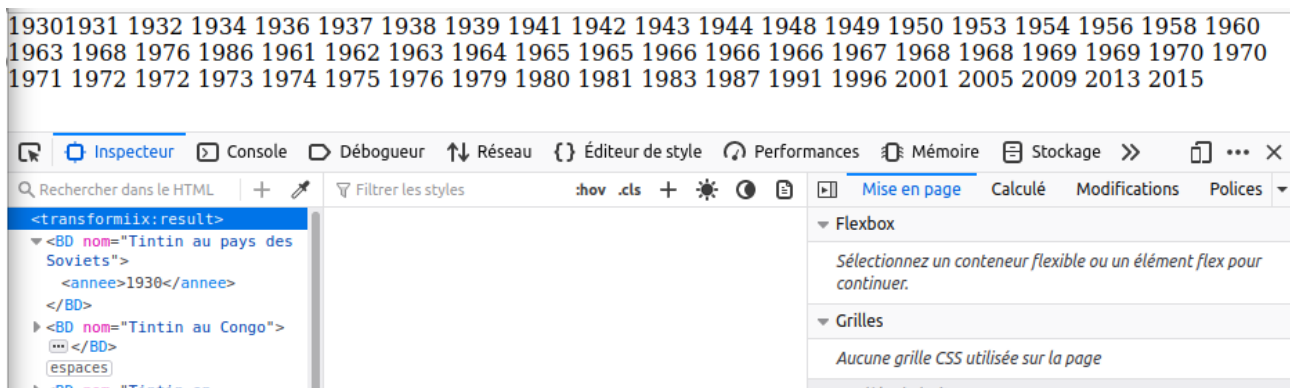 19301931 1932 1934 1936 1937 1938 1939 1941 1942 1943 1944 1948 1949 1950 1953 1954 1956 1958 1960
1963 1968 1976 1986 1961 1962 1963 1964 1965 1965 1966 1966 1966 1967 1968 1968 1969 1969 1970 1970
1971 1972 1972 1973 1974 1975 1976 1979 1980 1981 1983 1987 1991 1996 2001 2005 2009 2013 2015
Inspecteur Console Débogueur Réseau {} Éditeur de style Performances Mémoire Stockage
Rechercher dans le HTML + Filtrer les styles :hov .cls + Mise en page Calculé Modifications Polices
<transformiix:result>
<BD nom="Tintin au pays des
Soviets">
<annee>1930</annee>
</BD>
<BD nom="Tintin au Congo">
</BD>
espaces
Flexbox
Sélectionnez un conteneur flexible ou un élément flex pour
continuer.
Grilles
Aucune grille CSS utilisée sur la page